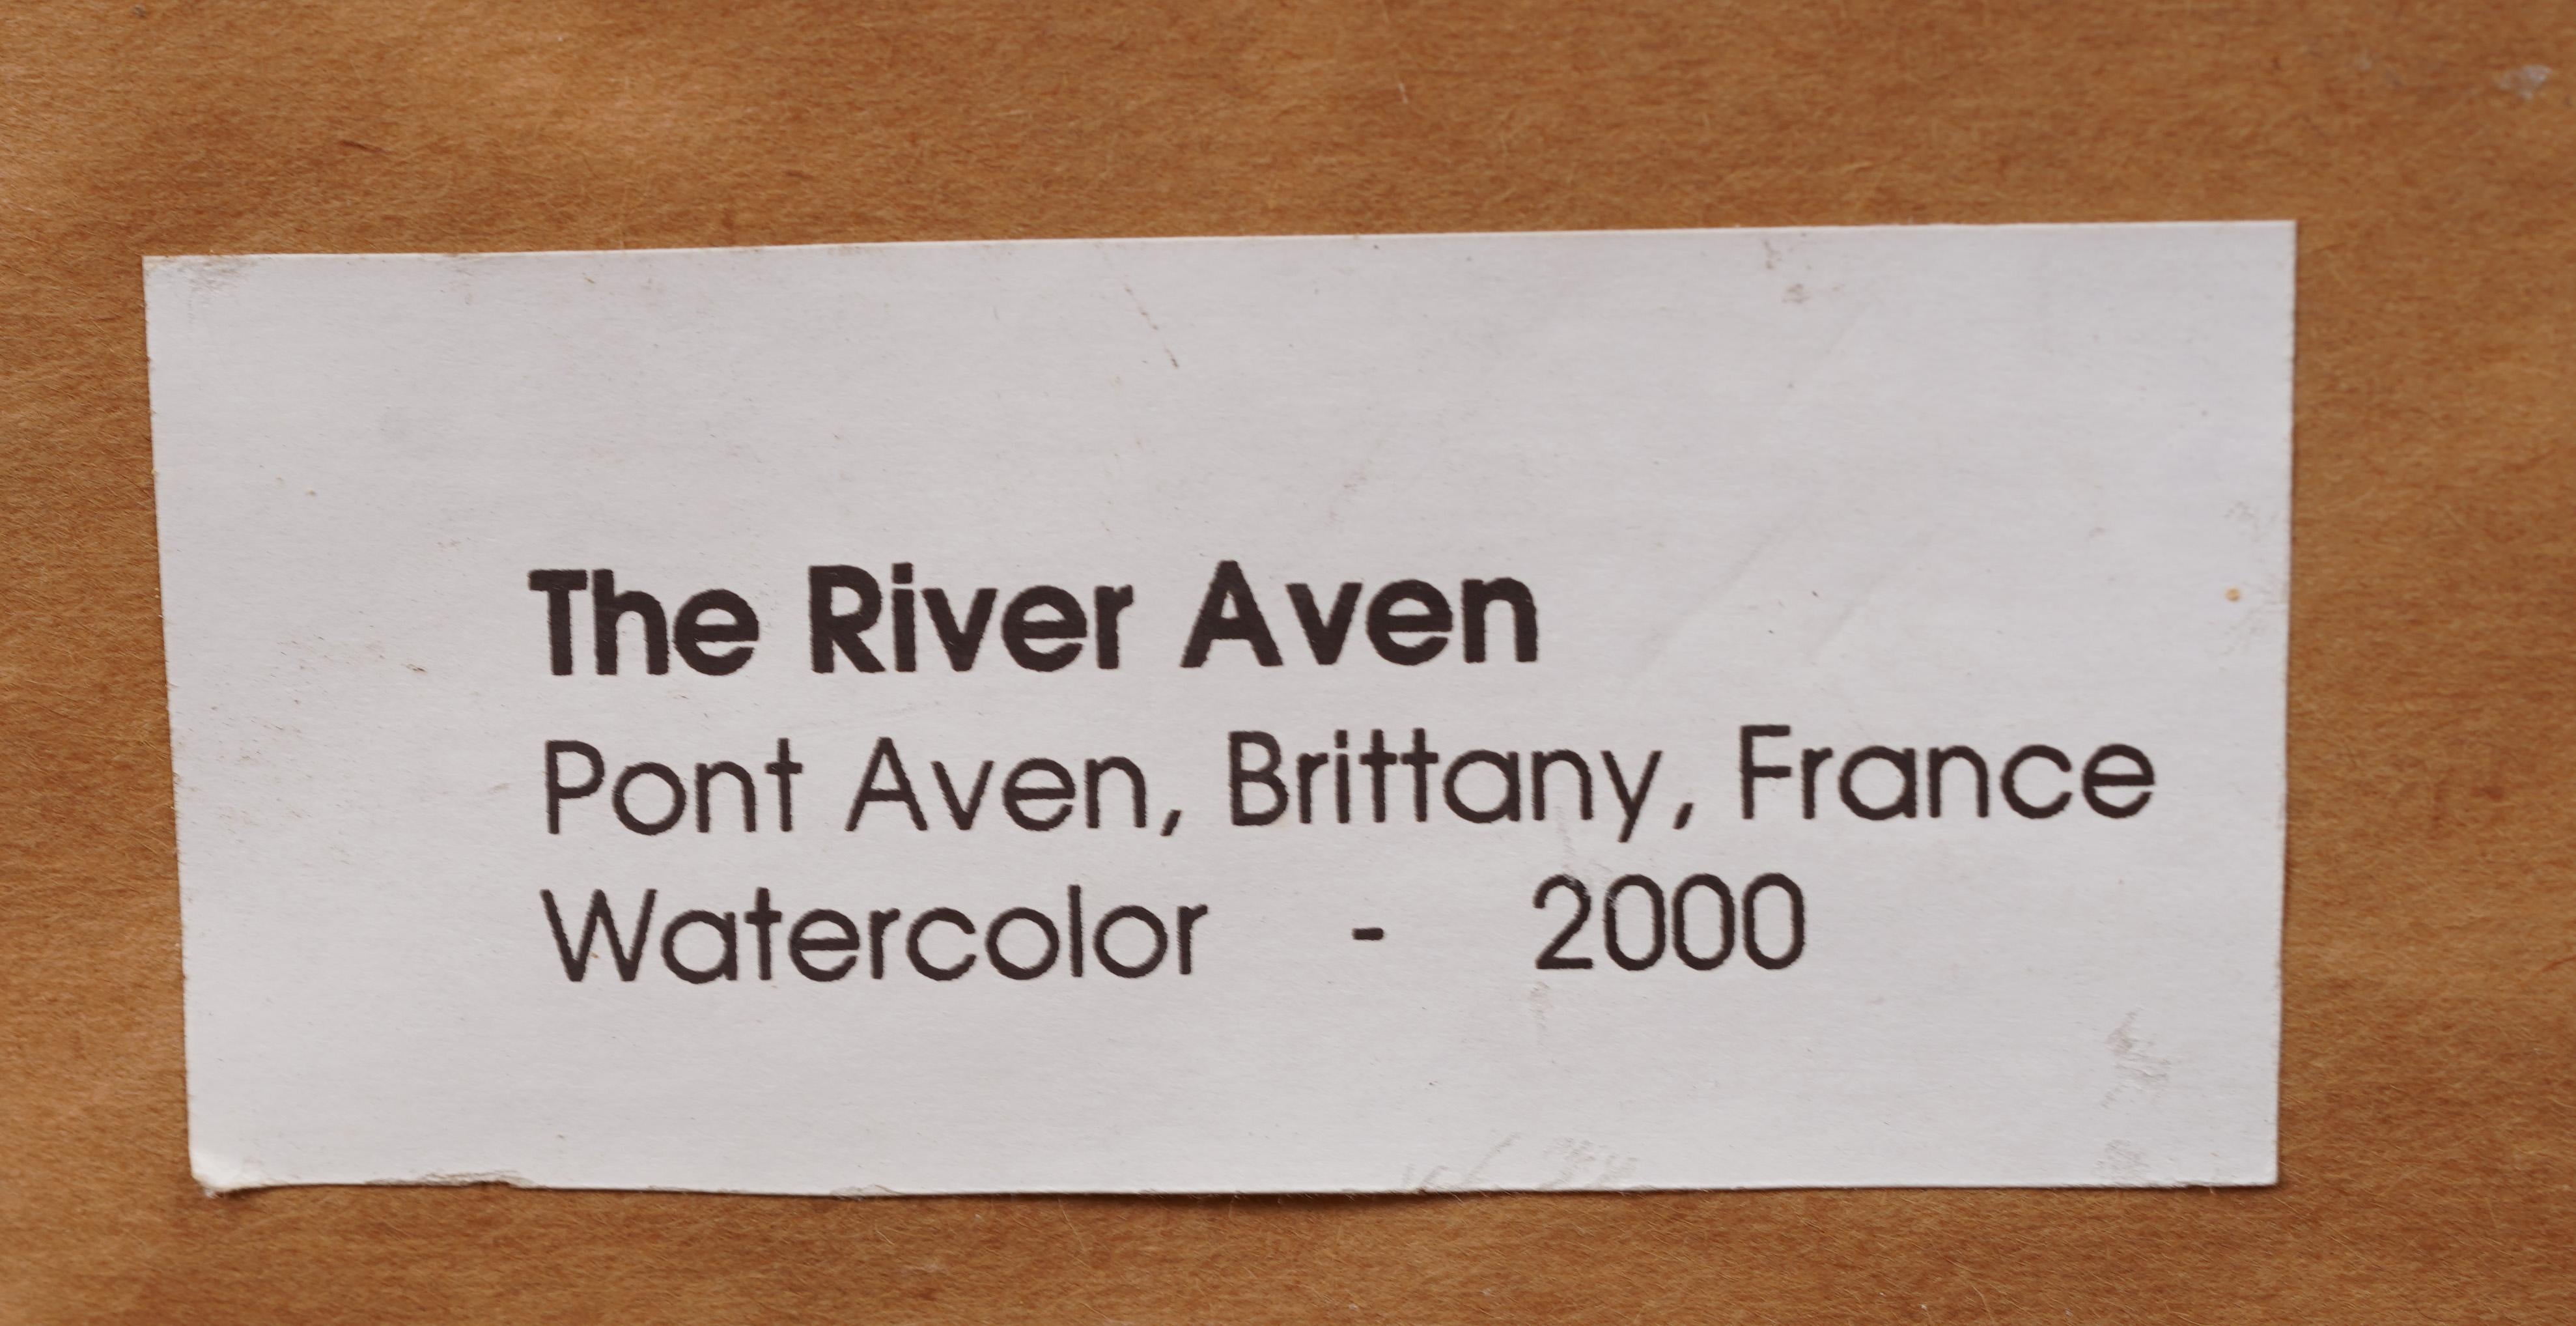 The River Aven
Pont Aven, Brittany, France
Watercolor - 2000